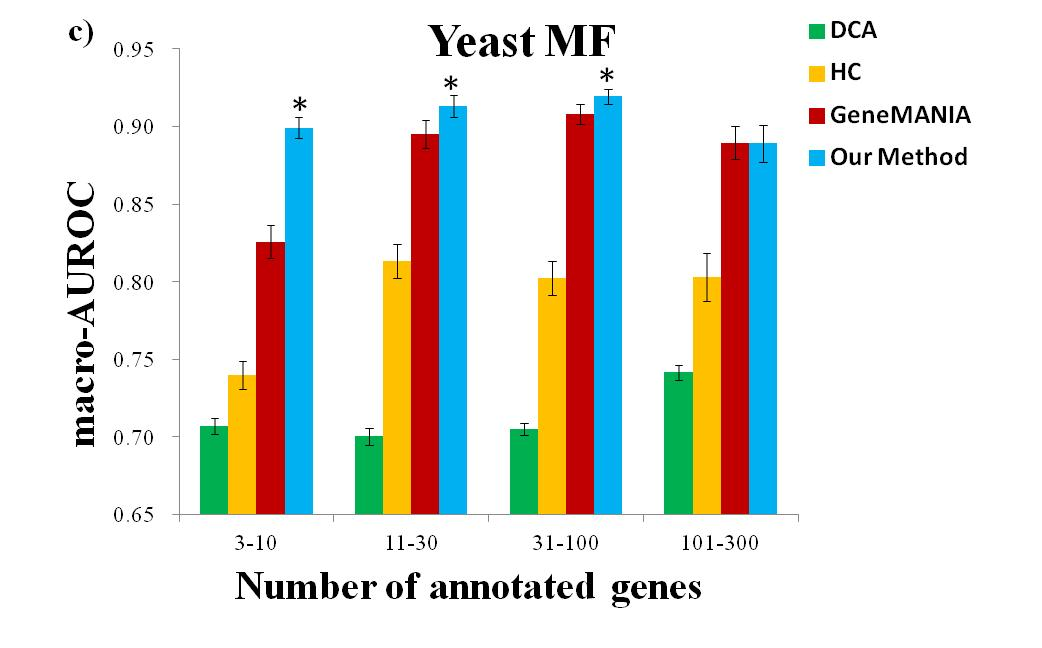 c)
Yeast MF
DCA
HC
GeneMANIA
Our Method
macro-AUROC
0.95
0.90
0.85
0.80
0.75
0.70
0.65
* * *
3-10 11-30 31-100 101-300
Number of annotated genes